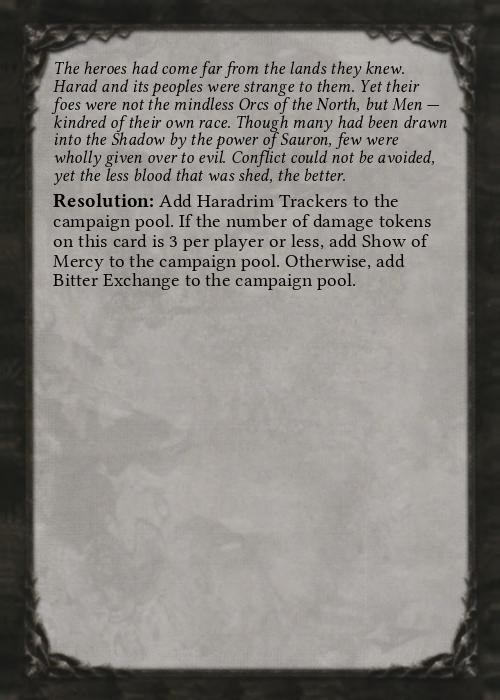 The heroes had come far from the lands they knew.
Harad and its peoples were strange to them. Yet their
foes were not the mindless Orcs of the North, but Men —
kindred of their own race. Though many had been drawn
into the Shadow by the power of Sauron, few were
wholly given over to evil. Conflict could not be avoided,
yet the less blood that was shed, the better.
Resolution: Add Haradrim Trackers to the
campaign pool. If the number of damage tokens
on this card is 3 per player or less, add Show of
Mercy to the campaign pool. Otherwise, add
Bitter Exchange to the campaign pool.